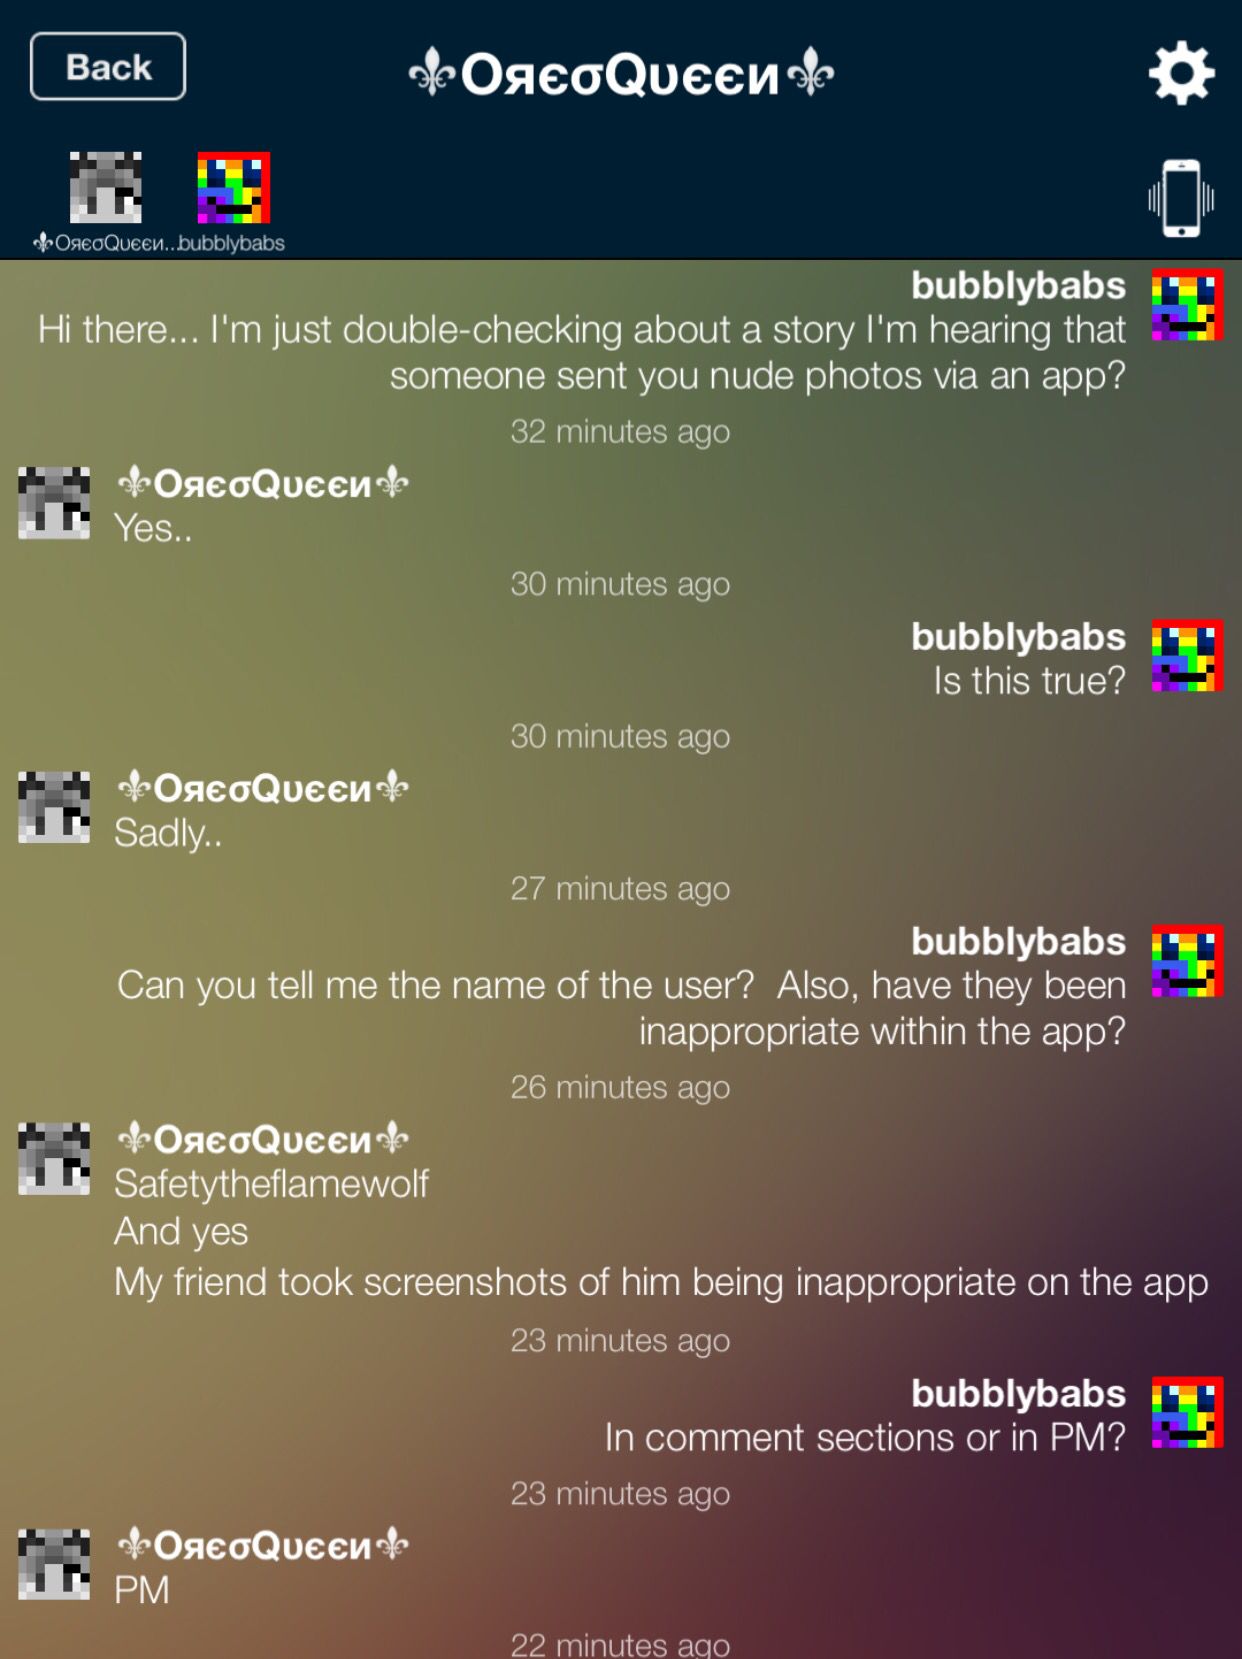 Back
⚜OяєσQυєєи⚜
⚜OяєσQυєєи...
bubblybabs
bubblybabs
Hi there... I'm just double-checking about a story I'm hearing that
someone sent you nude photos via an app?
32 minutes ago
⚜OяєσQυєєи⚜
Yes..
30 minutes ago
bubblybabs
Is this true?
30 minutes ago
⚜OяєσQυєєи⚜
Sadly..
27 minutes ago
bubblybabs
Can you tell me the name of the user?  Also, have they been
inappropriate within the app?
26 minutes ago
⚜OяєσQυєєи⚜
Safetytheflamewolf
And yes
My friend took screenshots of him being inappropriate on the app
23 minutes ago
bubblybabs
In comment sections or in PM?
23 minutes ago
⚜OяєσQυєєи⚜
PM
22 minutes ago